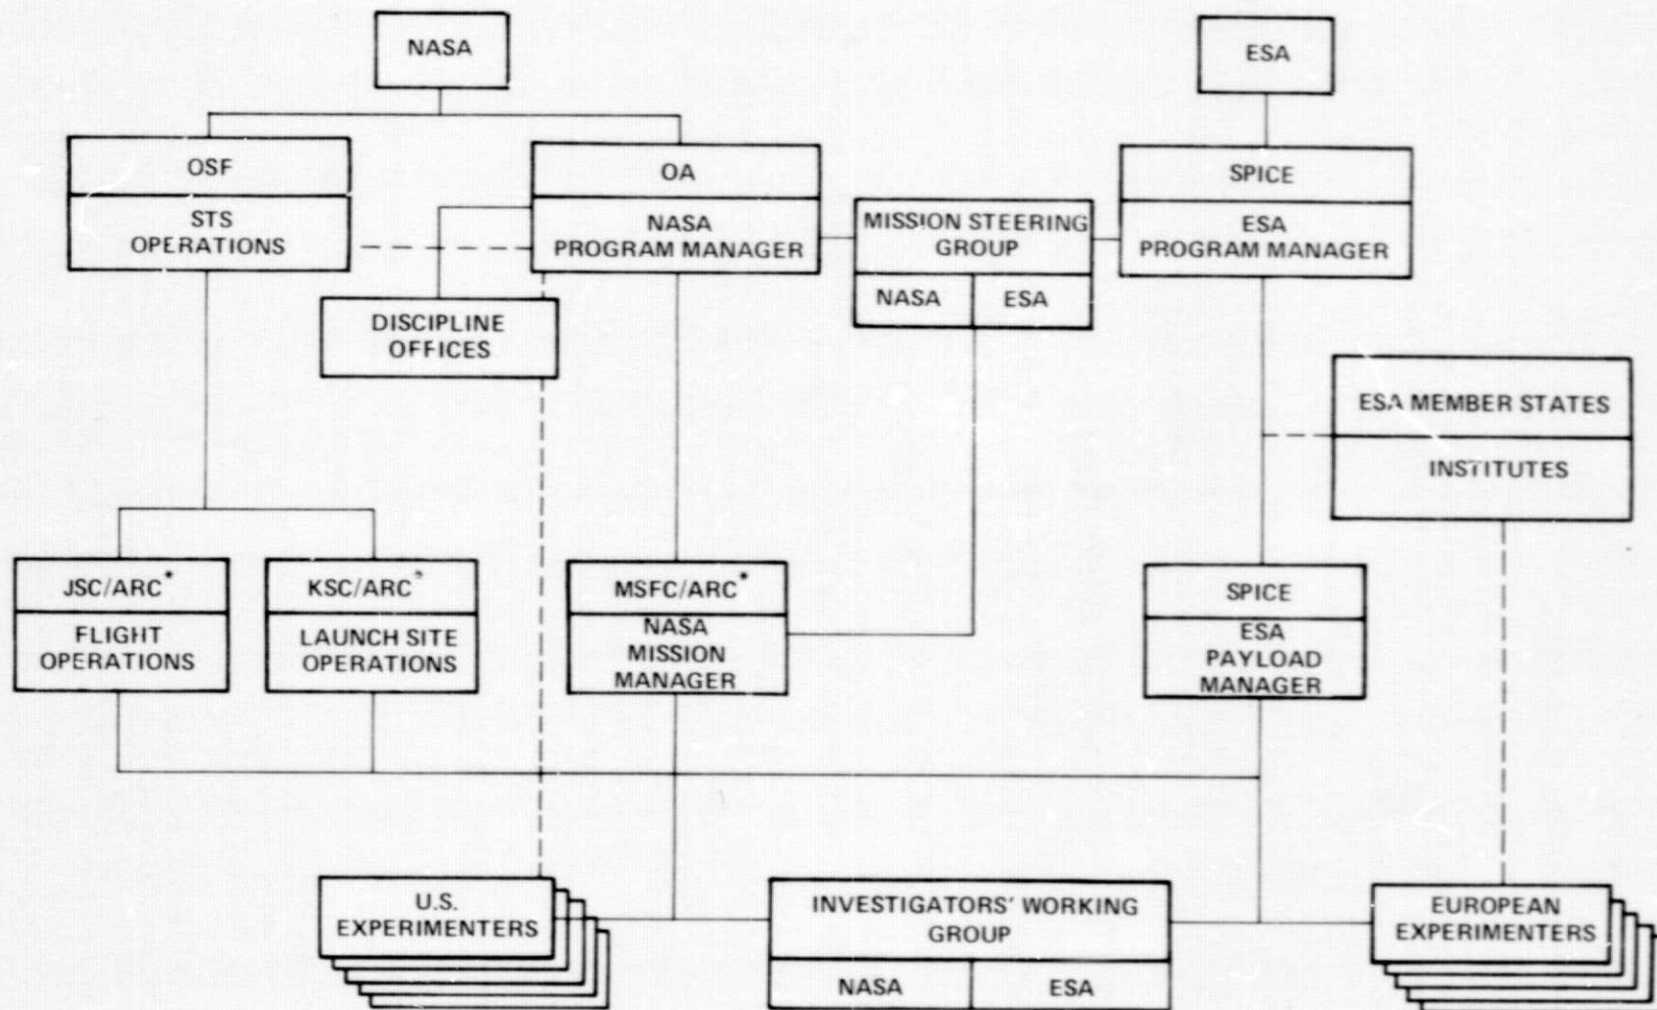 NASA
ESA
OSF
STS
OPERATIONS
OA
NASA
PROGRAM MANAGER
MISSION STEERING
GROUP
NASA
ESA
SPICE
ESA
PROGRAM MANAGER
DISCIPLINE
OFFICES
ESA MEMBER STATES
INSTITUTES
JSC/ARC*
FLIGHT
OPERATIONS
KSC/ARC*
LAUNCH SITE
OPERATIONS
MSFC/ARC*
NASA
MISSION
MANAGER
SPICE
ESA
PAYLOAD
MANAGER
U.S.
EXPERIMENTERS
INVESTIGATORS' WORKING
GROUP
NASA
ESA
EUROPEAN
EXPERIMENTERS